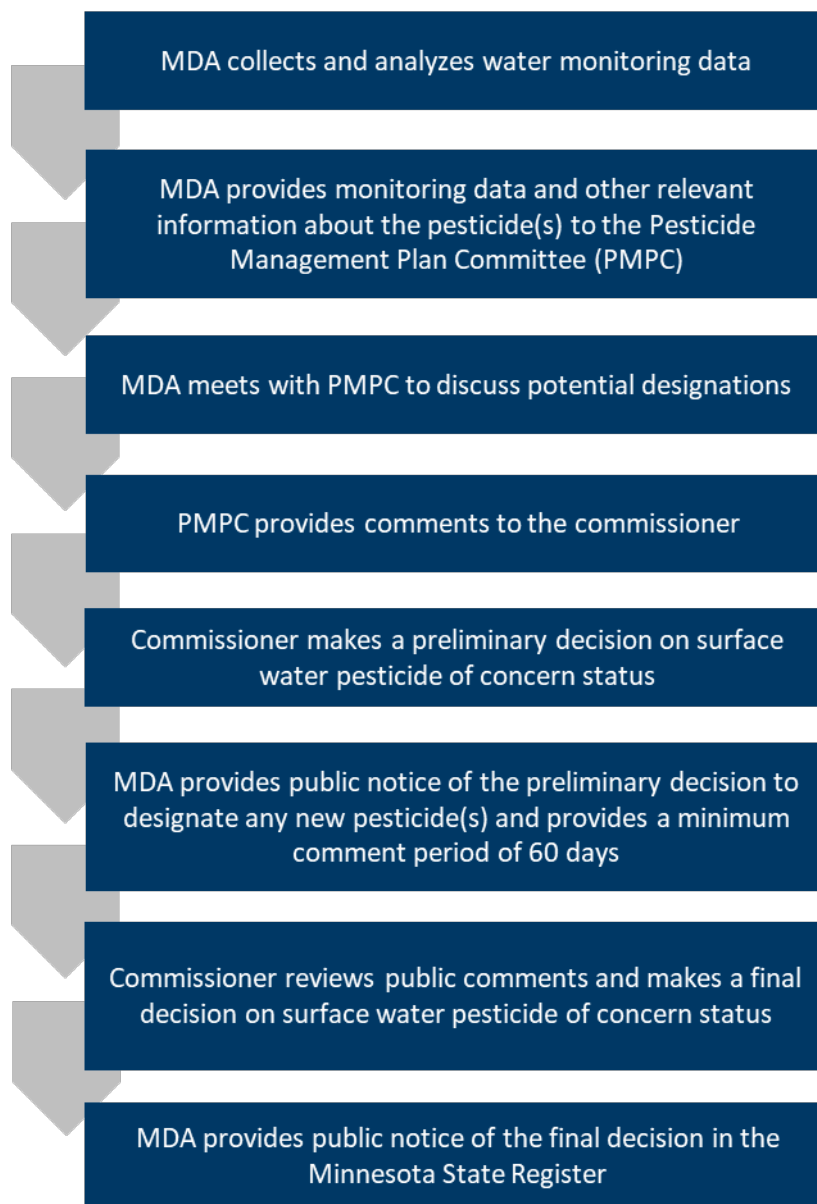 MDA collects and analyzes water monitoring data
MDA provides monitoring data and other relevant
information about the pesticide(s) to the Pesticide
Management Plan Committee (PMPC)
MDA meets with PMPC to discuss potential designations
PMPC provides comments to the commissioner
Commissioner makes a preliminary decision on surface
water pesticide of concern status
MDA provides public notice of the preliminary decision to
designate any new pesticide(s) and provides a minimum
comment period of 60 days
Commissioner reviews public comments and makes a final
decision on surface water pesticide of concern status
MDA provides public notice of the final decision in the
Minnesota State Register